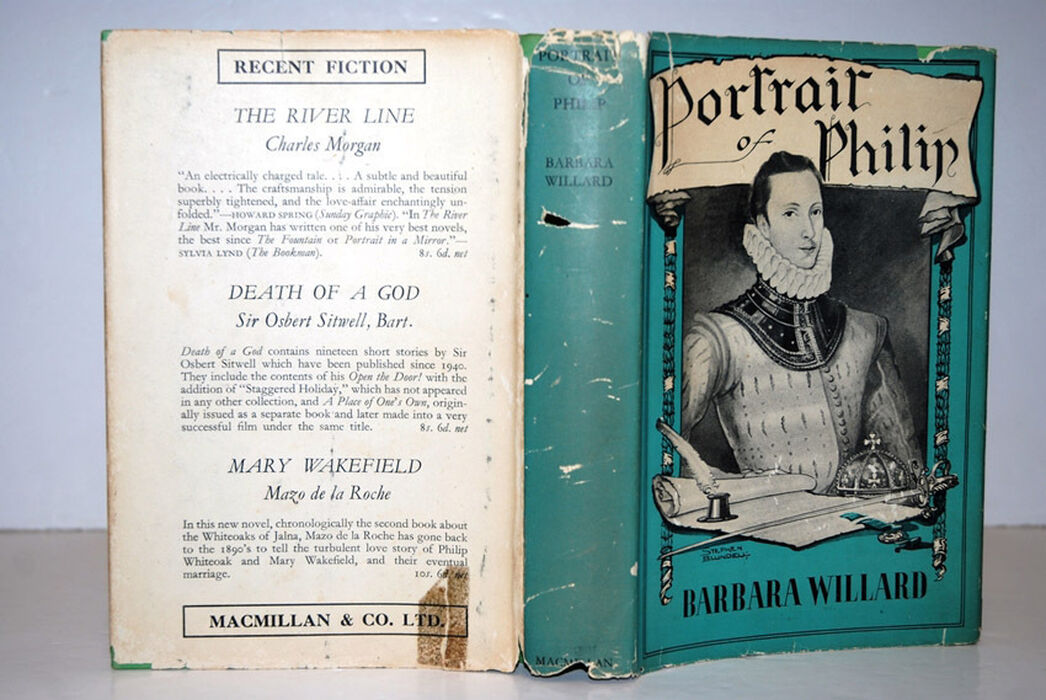 RECENT FICTION
THE RIVER LINE
Charles Morgan
"An electrically charged tale. . . . A subtle and beautiful
book. . . . The craftsmanship is admirable, the tension
superbly tightened, and the love-affair enchantingly un-
folded."—HOWARD SPRING (Sunday Graphic). "In The River
Line Mr. Morgan has written one of his very best novels,
the best since The Fountain or Portrait in a Mirror."—
SYLVIA LYND (The Bookman). 8s. 6d. net
DEATH OF A GOD
Sir Osbert Sitwell, Bart.
Death of a God contains nineteen short stories by Sir
Osbert Sitwell which have been published since 1940.
They include the contents of his Open the Door! with the
addition of "Staggered Holiday," which has not appeared
in any other collection, and A Place of One's Own, origin-
ally issued as a separate book and later made into a very
successful film under the same title. 8s. 6d. net
MARY WAKEFIELD
Mazo de la Roche
In this new novel, chronologically the second book about
the Whiteoaks of Jalna, Mazo de la Roche has gone back
to the 1890's to tell the turbulent love story of Philip
Whiteoak and Mary Wakefield, and their eventual
marriage. 10s. 6d. net
MACMILLAN & CO. LTD.
PORTRAIT
OF
PHILIP
BARBARA
WILLARD
MACMILLAN
Portrait
of Philip
STEPHEN
BLUNDELL
BARBARA WILLARD